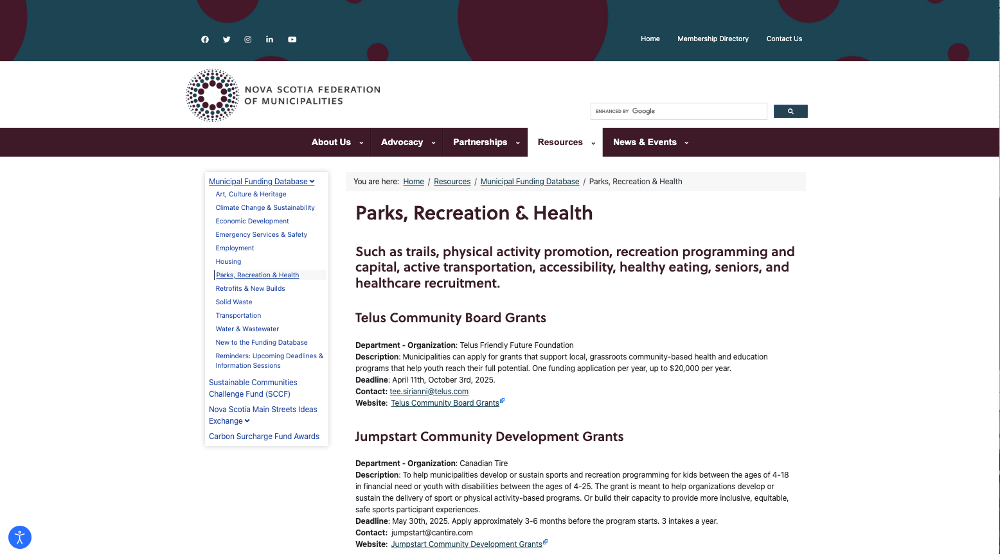 Home Membership Directory Contact Us
NOVA SCOTIA FEDERATION
OF MUNICIPALITIES
ENHANCED BY Google
About Us Advocacy Partnerships Resources News & Events
Municipal Funding Database
Art, Culture & Heritage
Climate Change & Sustainability
Economic Development
Emergency Services & Safety
Employment
Housing
Parks, Recreation & Health
Retrofits & New Builds
Solid Waste
Transportation
Water & Wastewater
New to the Funding Database
Reminders: Upcoming Deadlines &
Information Sessions
Sustainable Communities
Challenge Fund (SCCF)
Nova Scotia Main Streets Ideas
Exchange
Carbon Surcharge Fund Awards
You are here: Home / Resources / Municipal Funding Database / Parks, Recreation & Health
Parks, Recreation & Health
Such as trails, physical activity promotion, recreation programming and
capital, active transportation, accessibility, healthy eating, seniors, and
healthcare recruitment.
Telus Community Board Grants
Department - Organization: Telus Friendly Future Foundation
Description: Municipalities can apply for grants that support local, grassroots community-based health and education
programs that help youth reach their full potential. One funding application per year, up to $20,000 per year.
Deadline: April 11th, October 3rd, 2025.
Contact: tee.sirianni@telus.com
Website: Telus Community Board Grants
Jumpstart Community Development Grants
Department - Organization: Canadian Tire
Description: To help municipalities develop or sustain sports and recreation programming for kids between the ages of 4-18
in financial need or youth with disabilities between the ages of 4-25. The grant is meant to help organizations develop or
sustain the delivery of sport or physical activity-based programs. Or build their capacity to provide more inclusive, equitable,
safe sports participant experiences.
Deadline: May 30th, 2025. Apply approximately 3-6 months before the program starts. 3 intakes a year.
Contact: jumpstart@cantire.com
Website: Jumpstart Community Development Grants